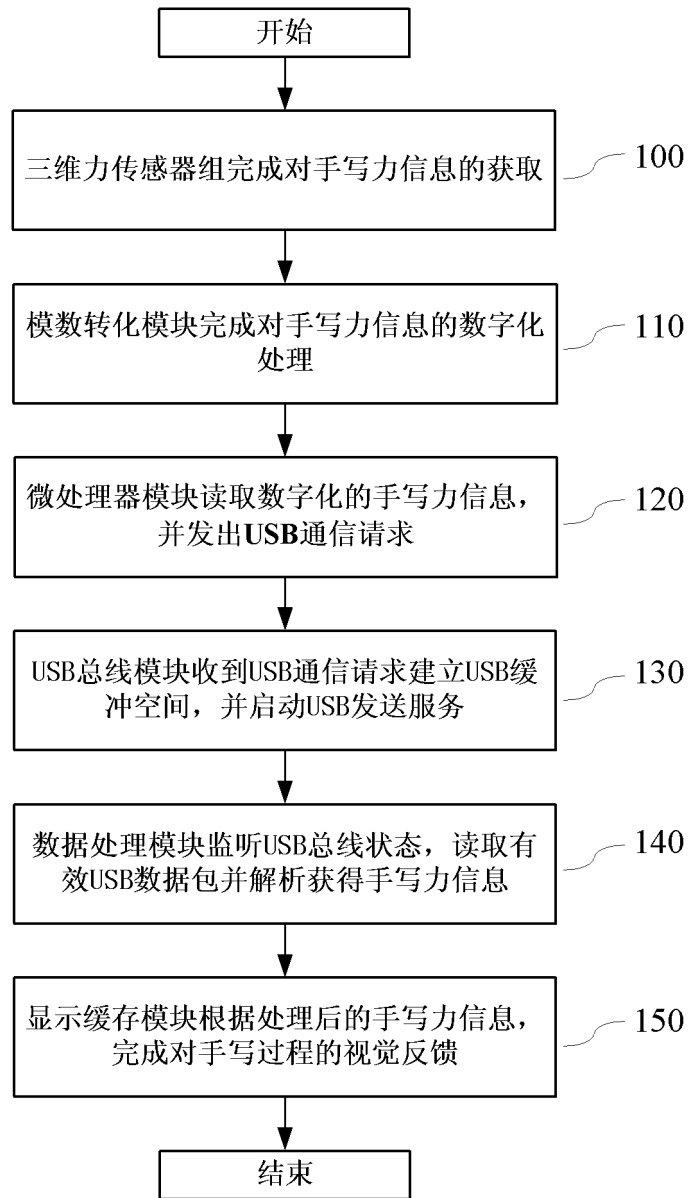 开始
三维力传感器组完成对手写力信息的获取
100
模数转化模块完成对手写力信息的数字化
处理
110
微处理器模块读取数字化的手写力信息,
并发出USB通信请求
120
USB总线模块收到USB通信请求建立USB缓
冲空间，并启动USB发送服务
130
数据处理模块监听USB总线状态，读取有
效USB数据包并解析获得手写力信息
140
显示缓存模块根据处理后的手写力信息，
完成对手写过程的视觉反馈
150
结束